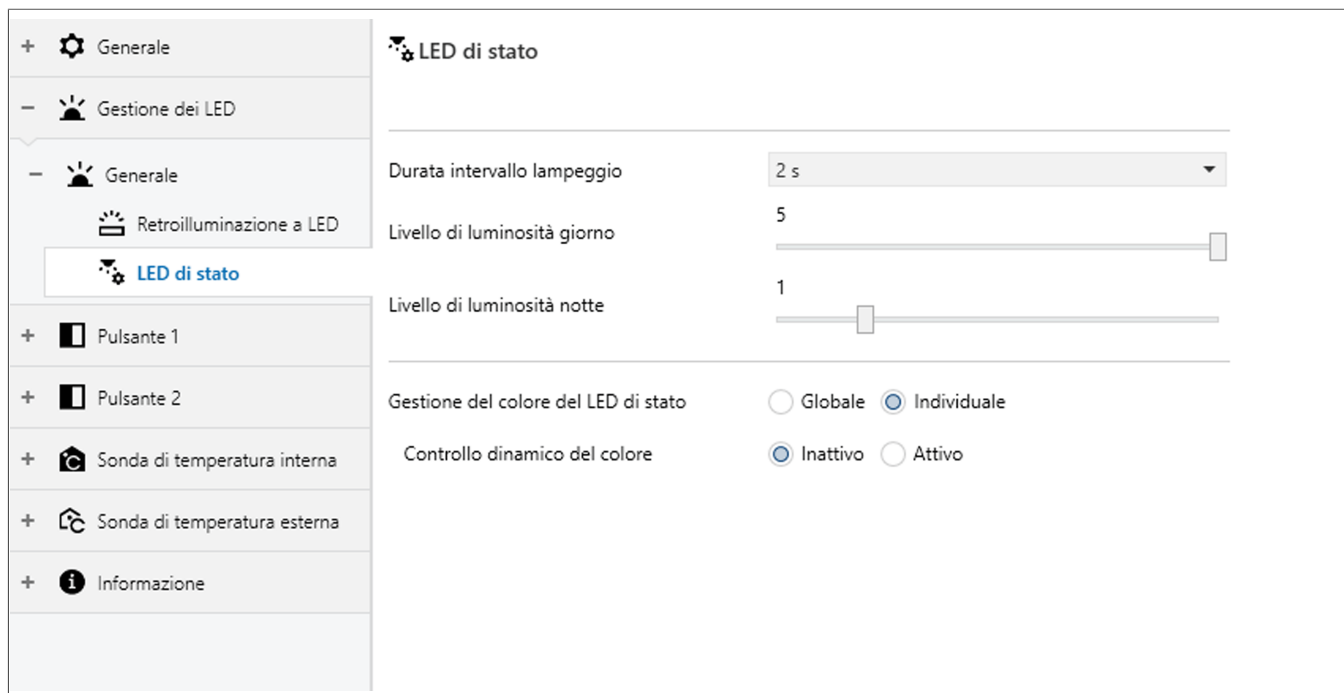 Generale
Gestione dei LED
Generale
Retroilluminazione a LED
LED di stato
Pulsante 1
Pulsante 2
Sonda di temperatura interna
Sonda di temperatura esterna
Informazione
LED di stato
Durata intervallo lampeggio 2 s
Livello di luminosità giorno 5
Livello di luminosità notte 1
Gestione del colore del LED di stato Globale Individuale
Controllo dinamico del colore Inattivo Attivo